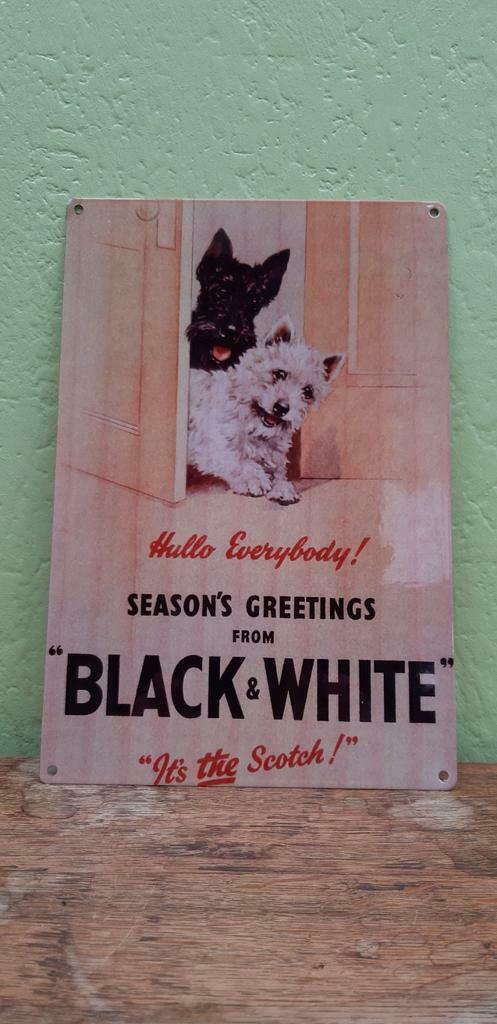 Hullo Everybody!
SEASON'S GREETINGS
FROM
"BLACK & WHITE"
"It's the Scotch!"